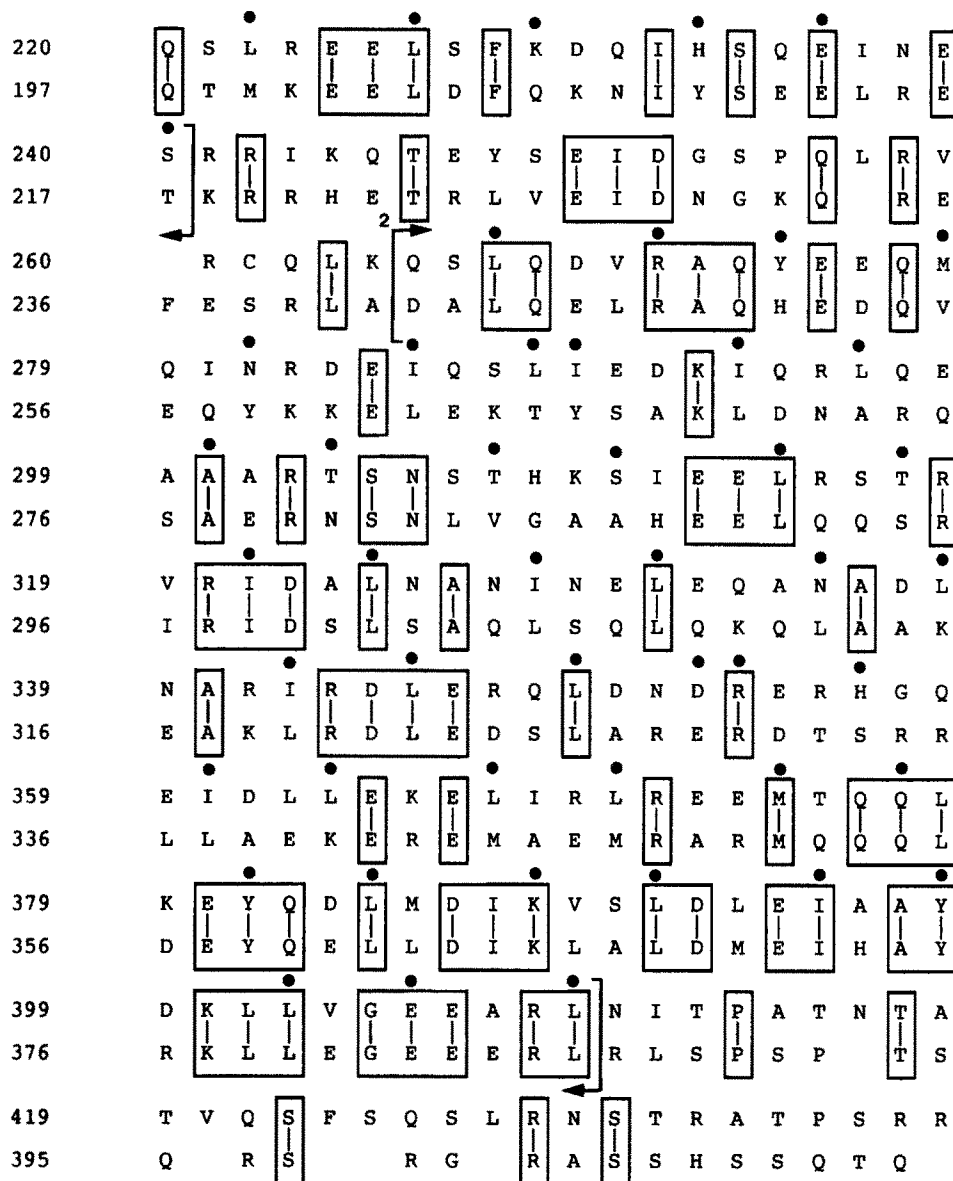 220 Q S L R E E L S F K D Q I H S Q E I N E
197 Q T M K E E L D F Q K N I Y S E E L R E
240 S R R I K Q T E Y S E I D G S P Q L R V
217 T K R R H E T R L V E I D N G K Q R E
2
260 R C Q L K Q S L Q D V R A Q Y E E Q M
236 F E S R L A D A L Q E L R A Q H E D Q V
279 Q I N R D E I Q S L I E D K I Q R L Q E
256 E Q Y K K E L E K T Y S A K L D N A R Q
299 A A A R T S N S T H K S I E E L R S T R
276 S A E R N S N L V G A A H E E L Q Q S R
319 V R I D A L N A N I N E L E Q A N A D L
296 I R I D S L S A Q L S Q L Q K Q L A A K
339 N A R I R D L E R Q L D N D R E R H G Q
316 E A K L R D L E D S L A R E R D T S R R
359 E I D L L E K E L I R L R E E M T Q Q L
336 L L A E K E R E M A E M R A R M Q Q Q L
379 K E Y Q D L M D I K V S L D L E I A A Y
356 D E Y Q E L L D I K L A L D M E I H A Y
399 D K L L V G E E A R L N I T P A T N T A
376 R K L L E G E E E R L R L S P S P T S
419 T V Q S F S Q S L R N S T R A T P S R R
395 Q R S R G R A S S H S S Q T Q